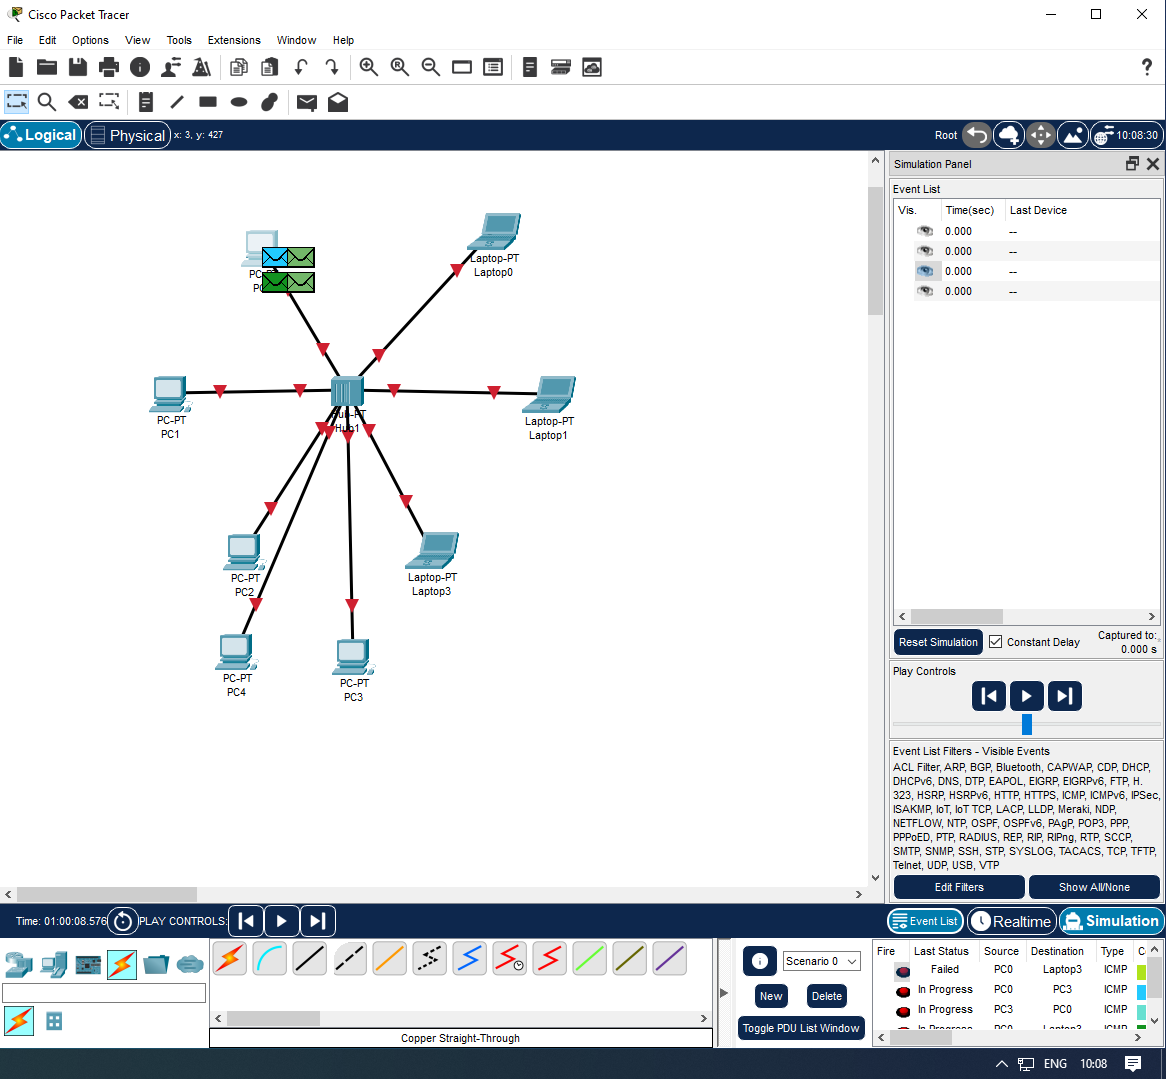 Cisco Packet Tracer
File Edit Options View Tools Extensions Window Help
Logical Physical x: 3, y: 427 Root 10:08:30
Simulation Panel
Event List
Vis. Time(sec) Last Device
0.000 --
0.000 --
0.000 --
0.000 --
Laptop-PT
Laptop0
PC-PT
PC1
Hub-PT
Hub1
Laptop-PT
Laptop1
PC-PT
PC2
Laptop-PT
Laptop3
PC-PT
PC4
PC-PT
PC3
Reset Simulation Constant Delay Captured to:
0.000 s
Play Controls
Event List Filters - Visible Events
ACL Filter, ARP, BGP, Bluetooth, CAPWAP, CDP, DHCP,
DHCPv6, DNS, DTP, EAPOL, EIGRP, EIGRPv6, FTP, H.
323, HSRP, HSRPv6, HTTP, HTTPS, ICMP, ICMPv6, IPSec,
ISAKMP, IoT, IoT TCP, LACP, LLDP, Meraki, NDP,
NETFLOW, NTP, OSPF, OSPFv6, PAgP, POP3, PPP,
PPPoED, PTP, RADIUS, REP, RIP, RIPng, RTP, SCCP,
SMTP, SNMP, SSH, STP, SYSLOG, TACACS, TCP, TFTP,
Telnet, UDP, USB, VTP
Edit Filters Show All/None
Time: 01:00:08.576 PLAY CONTROLS: Event List Realtime Simulation
Scenario 0
New Delete
Toggle PDU List Window
Fire Last Status Source Destination Type
Failed PC0 Laptop3 ICMP
In Progress PC0 PC3 ICMP
In Progress PC3 PC0 ICMP
In Progress PC0 Laptop3 ICMP
Copper Straight-Through
ENG 10:08